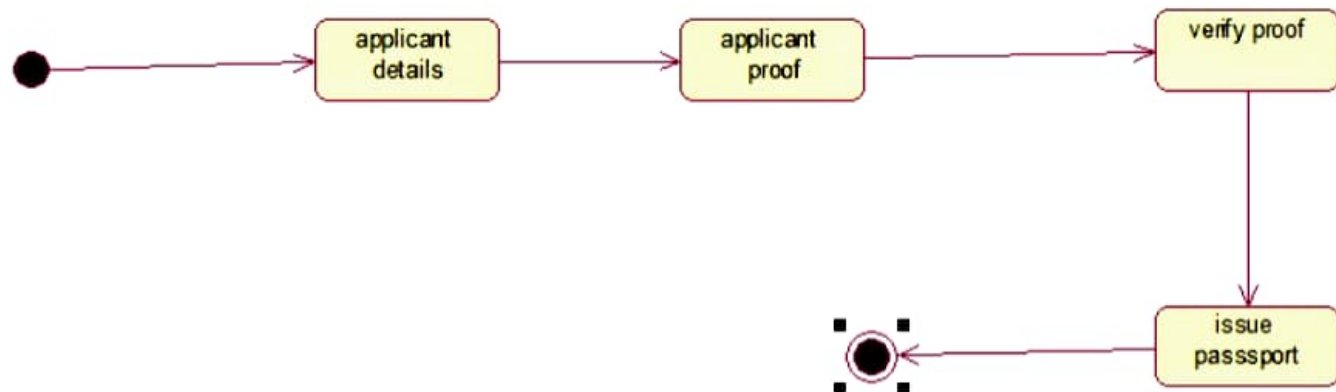 applicant
details
applicant
proof
verify proof
issue
passsport